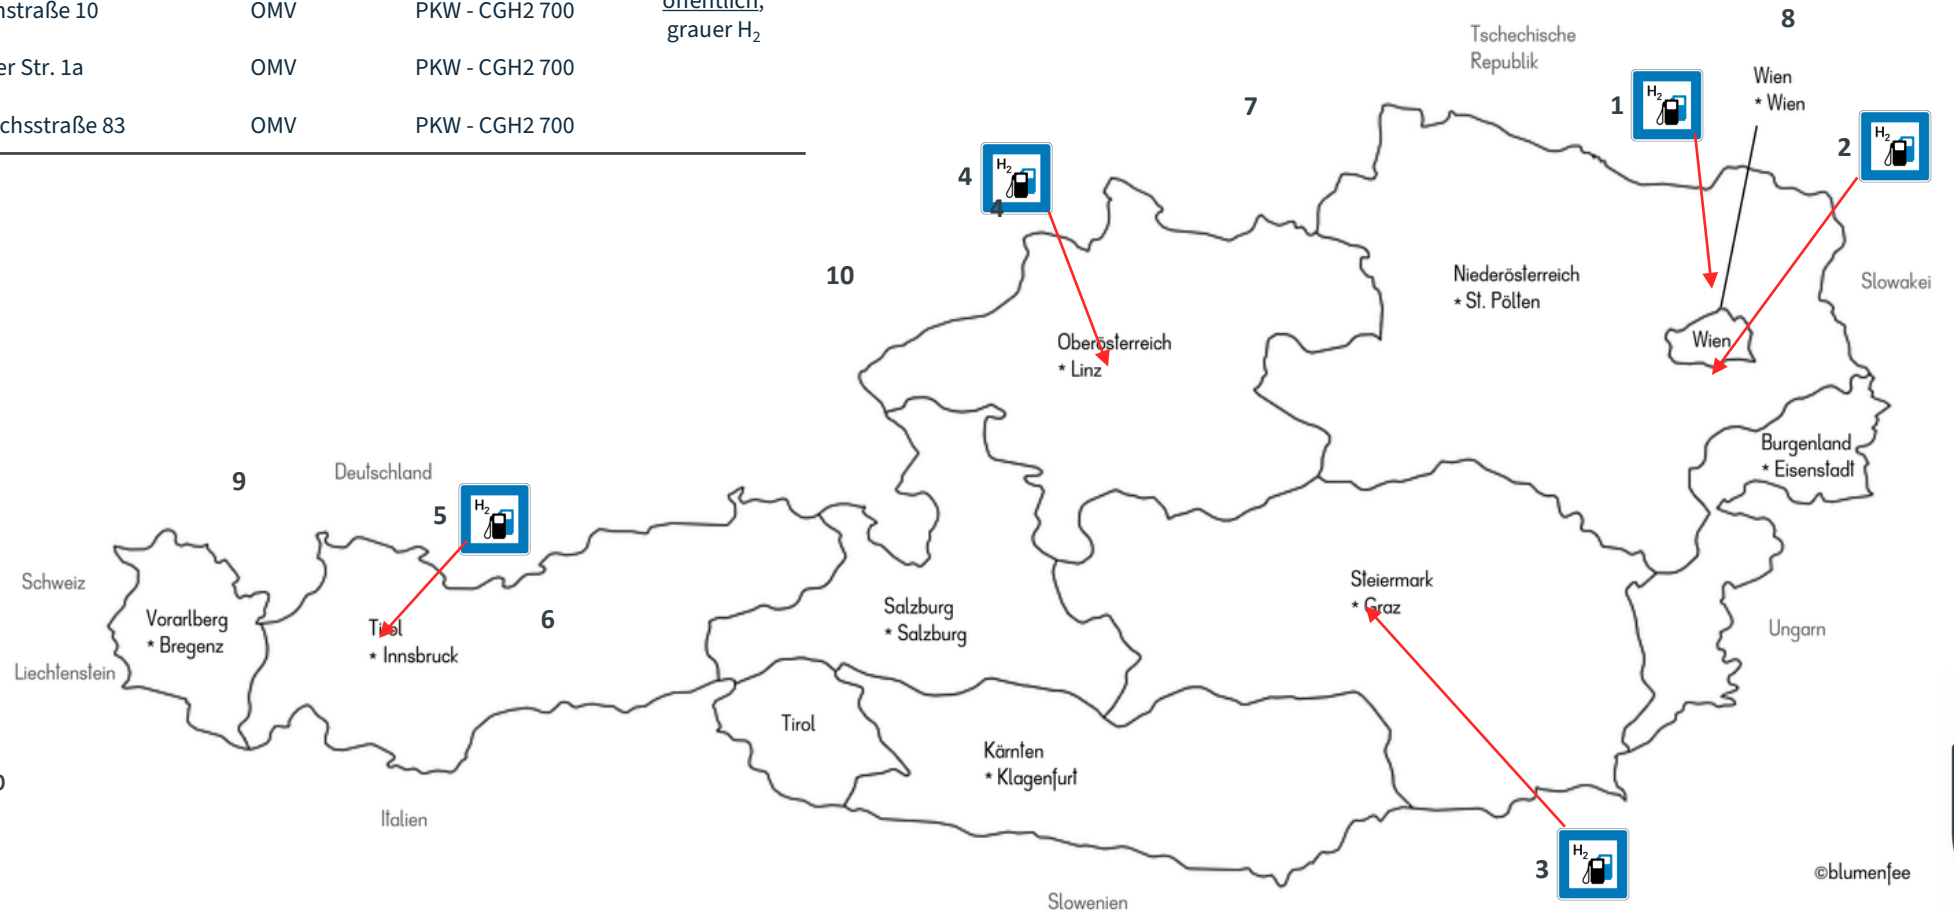 nstraße 10 OMV PKW - CGH2 700 öffentlich,
grauer H₂
er Str. 1a OMV PKW - CGH2 700
chsstraße 83 OMV PKW - CGH2 700
8
Tschechische
Republik
Wien
* Wien
7
1
H₂
2
H₂
4
H₂
4
10
Niederösterreich
* St. Pölten
Slowakei
Oberösterreich
* Linz
Wien
Burgenland
* Eisenstadt
9
Deutschland
5
H₂
Schweiz
Vorarlberg
* Bregenz
6
Tirol
* Innsbruck
Salzburg
* Salzburg
Steiermark
* Graz
Ungarn
Liechtenstein
Tirol
Kärnten
* Klagenfurt
Italien
3
H₂
©blumenfee
Slowenien